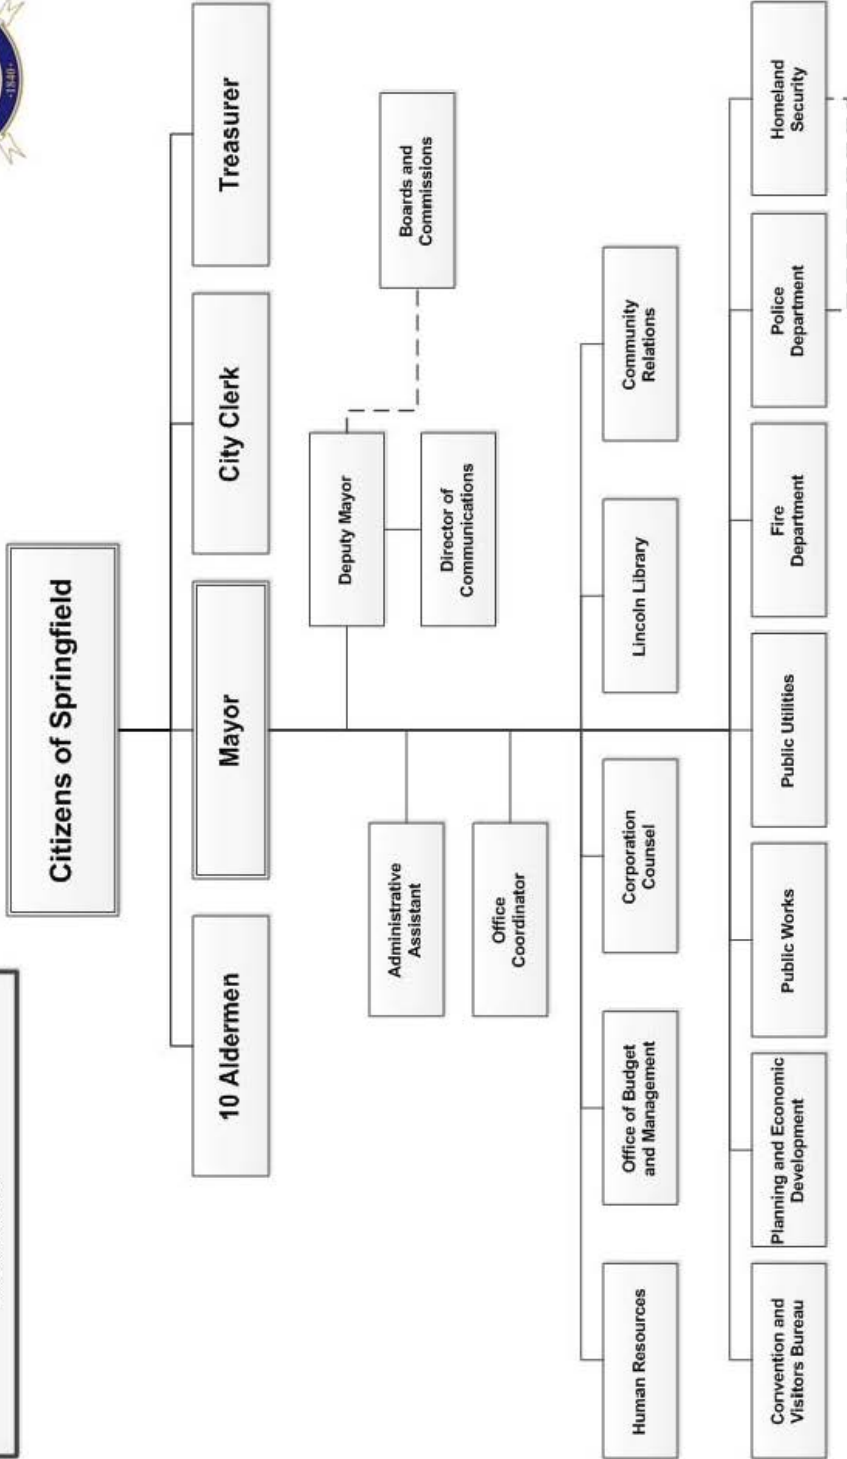 ·1840·
Citizens of Springfield
10 Aldermen
Mayor
City Clerk
Treasurer
Deputy Mayor
Boards and
Commissions
Administrative
Assistant
Director of
Communications
Office
Coordinator
Human Resources
Office of Budget
and Management
Corporation
Counsel
Lincoln Library
Community
Relations
Convention and
Visitors Bureau
Planning and Economic
Development
Public Works
Public Utilities
Fire
Department
Police
Department
Homeland
Security